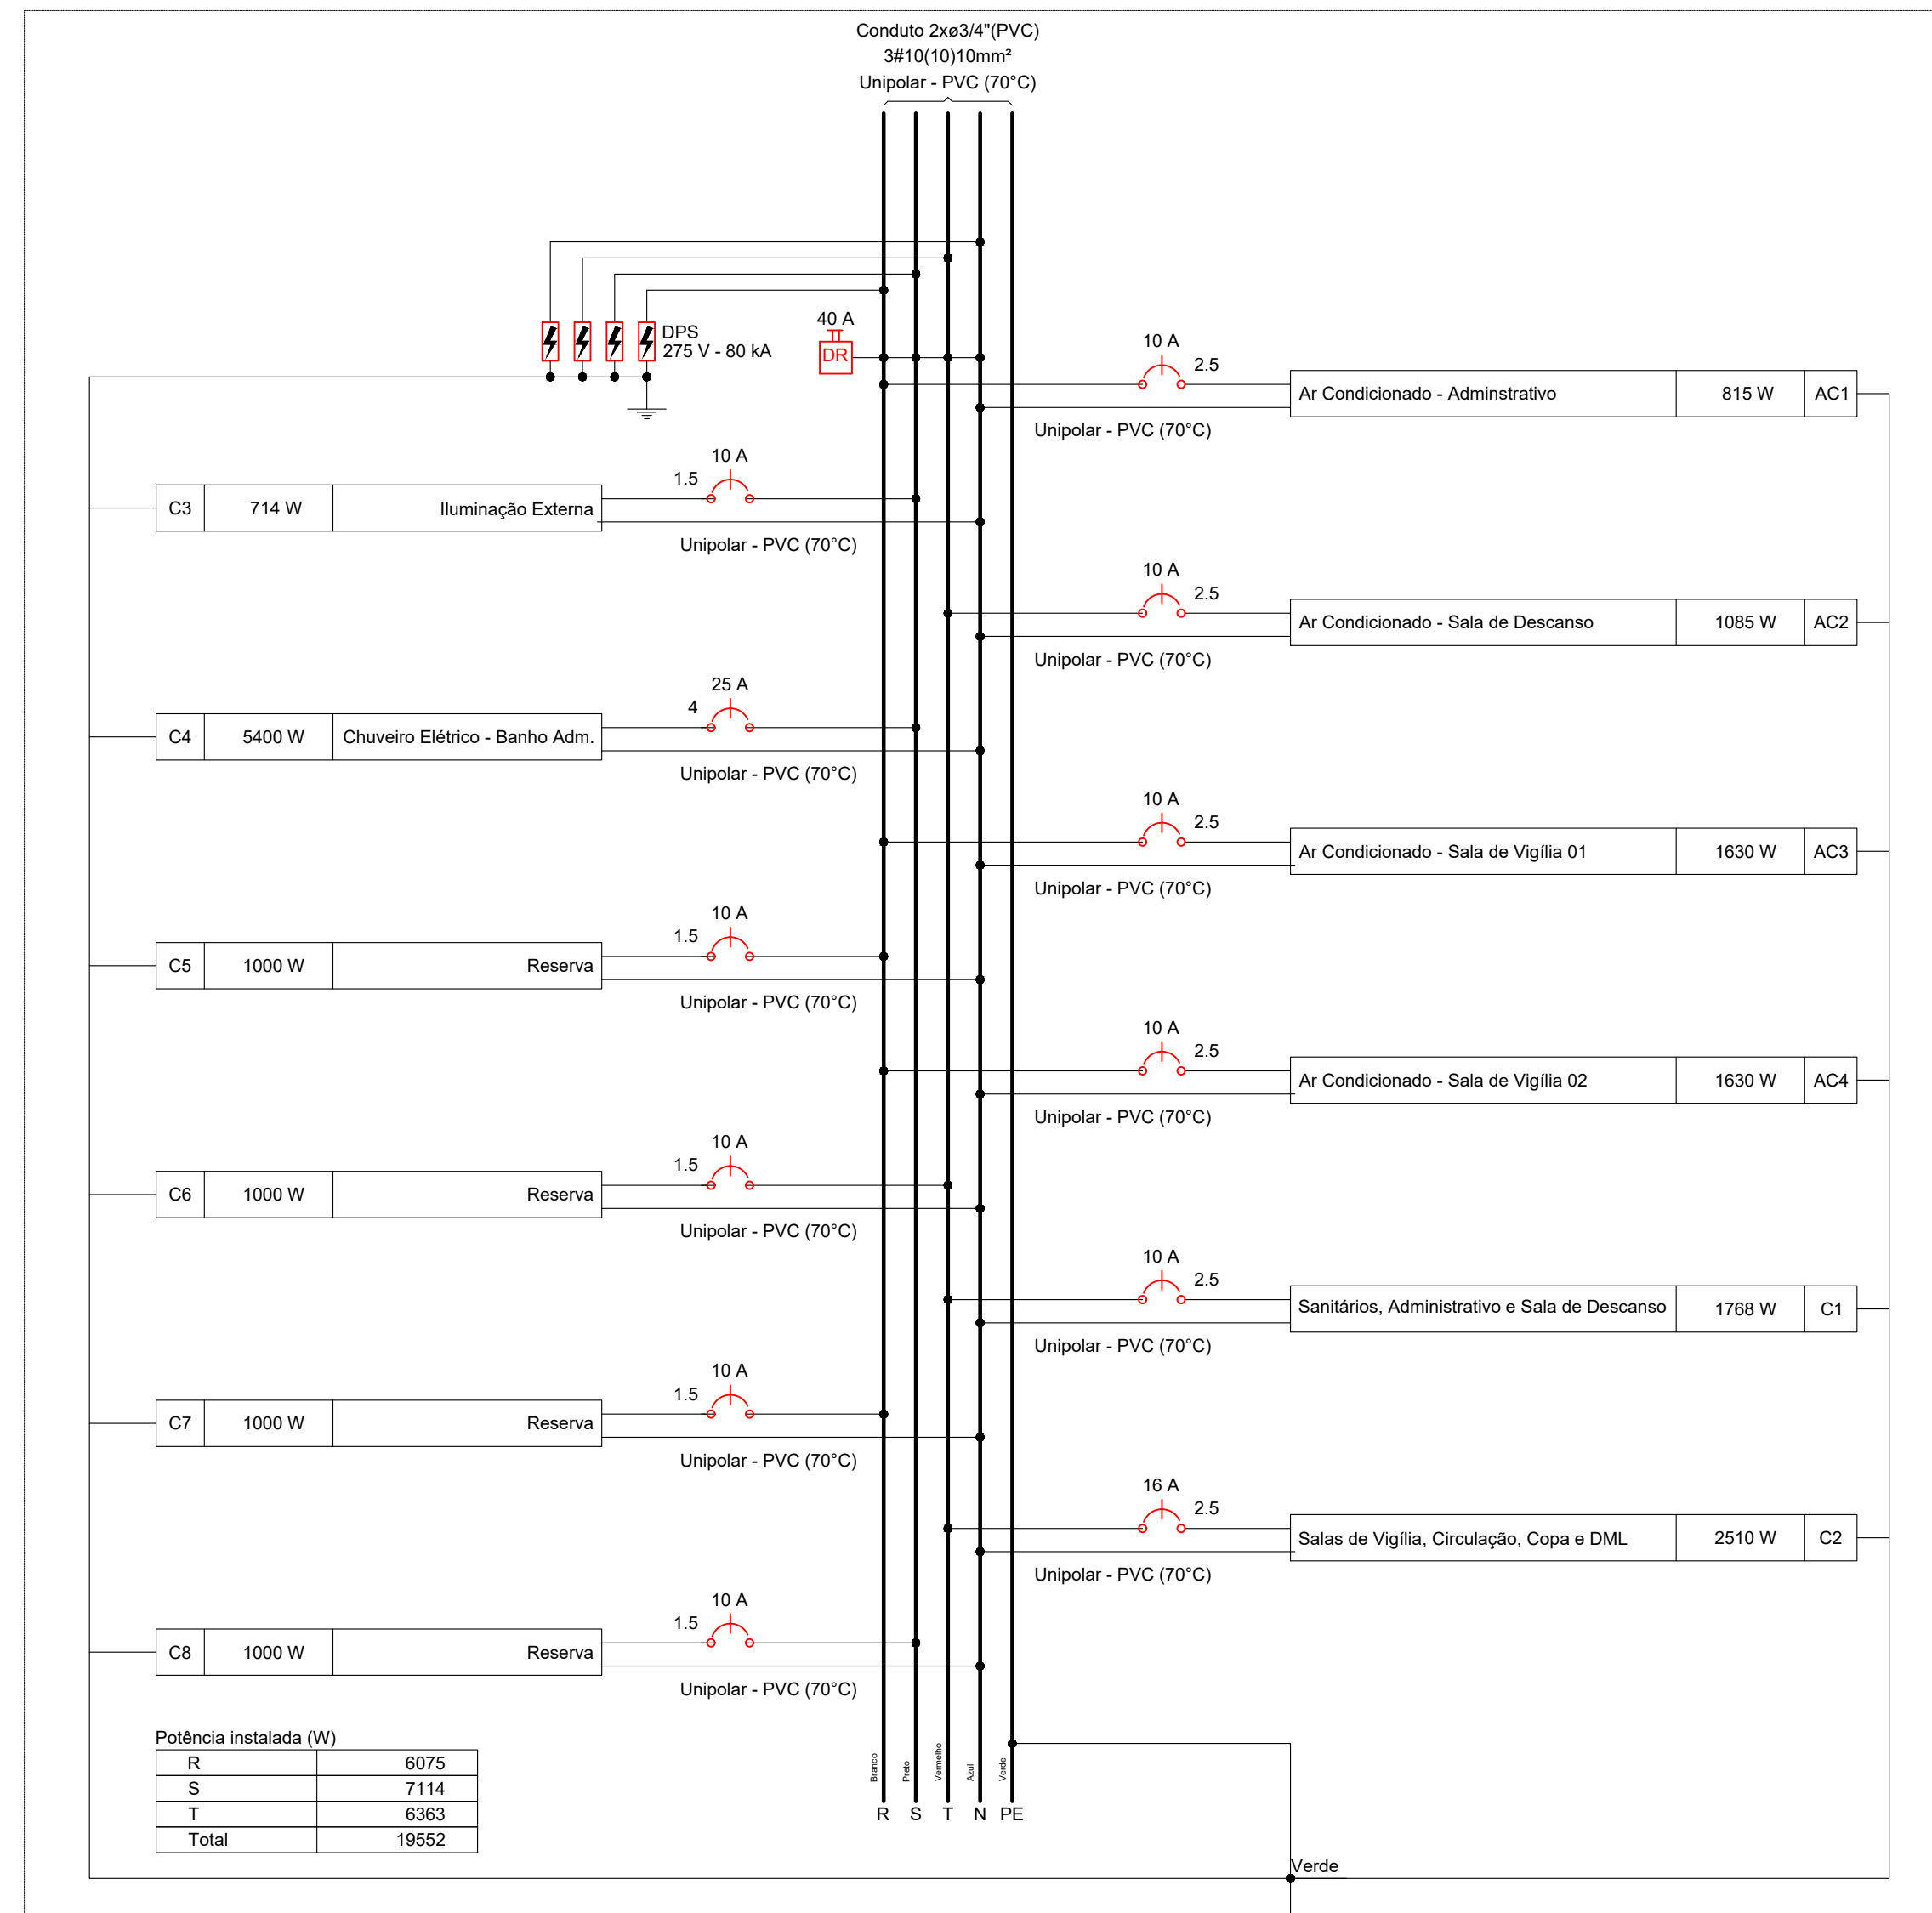 Conduto 2xø3/4"(PVC)
3#10(10)10mm²
Unipolar - PVC (70°C)
DPS
275 V - 80 kA
40 A
DR
10 A
2.5
Ar Condicionado - Adminstrativo 815 W AC1
Unipolar - PVC (70°C)
10 A
1.5
C3 714 W Iluminação Externa
Unipolar - PVC (70°C)
10 A
2.5
Ar Condicionado - Sala de Descanso 1085 W AC2
Unipolar - PVC (70°C)
25 A
4
C4 5400 W Chuveiro Elétrico - Banho Adm.
Unipolar - PVC (70°C)
10 A
2.5
Ar Condicionado - Sala de Vigília 01 1630 W AC3
Unipolar - PVC (70°C)
10 A
1.5
C5 1000 W Reserva
Unipolar - PVC (70°C)
10 A
2.5
Ar Condicionado - Sala de Vigília 02 1630 W AC4
Unipolar - PVC (70°C)
10 A
1.5
C6 1000 W Reserva
Unipolar - PVC (70°C)
10 A
2.5
Sanitários, Administrativo e Sala de Descanso 1768 W C1
Unipolar - PVC (70°C)
10 A
1.5
C7 1000 W Reserva
Unipolar - PVC (70°C)
16 A
2.5
Salas de Vigília, Circulação, Copa e DML 2510 W C2
Unipolar - PVC (70°C)
10 A
1.5
C8 1000 W Reserva
Unipolar - PVC (70°C)
Potência instalada (W)
R 6075
S 7114
T 6363
Total 19552
Branco
Preto
Vermelho
Azul
Verde
R S T N PE
Verde